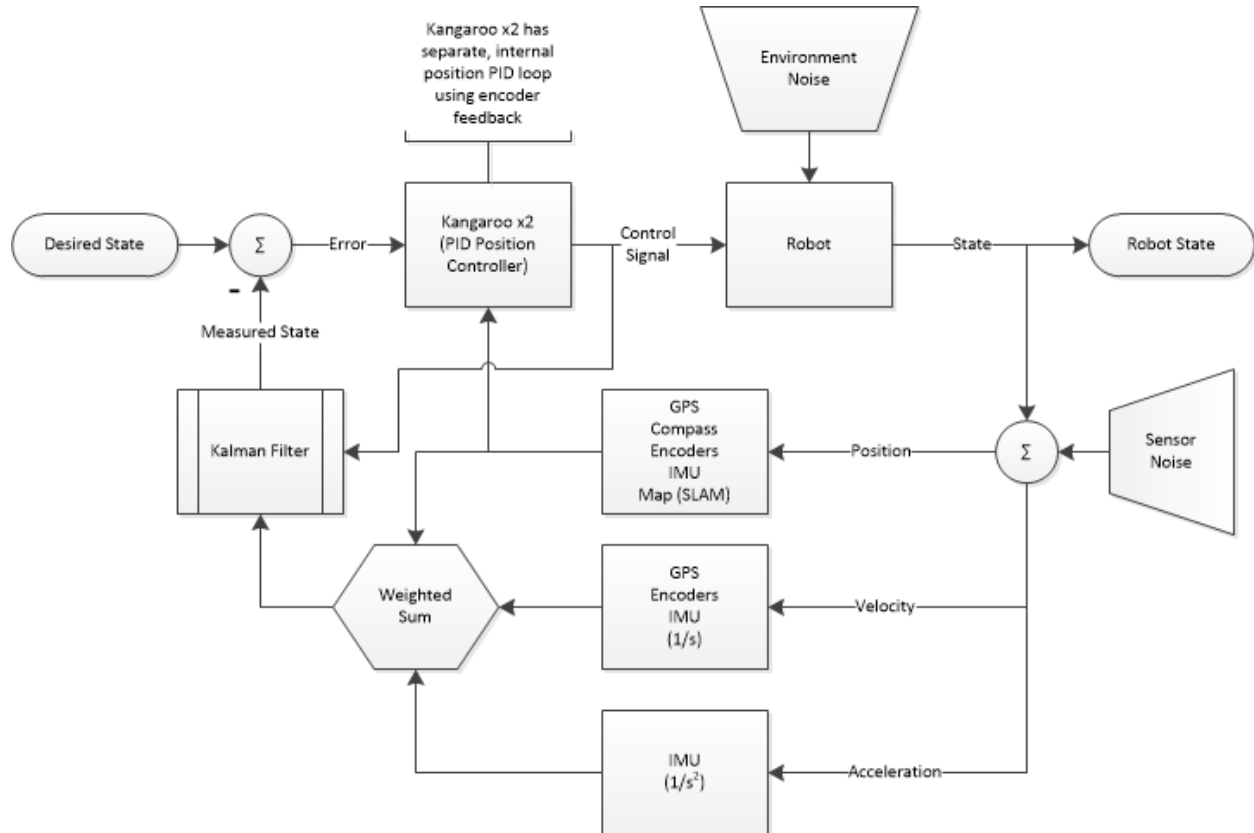 Kangaroo x2 has
separate, internal
position PID loop
using encoder
feedback
Environment
Noise
Desired State
Σ
Error
Kangaroo x2
(PID Position
Controller)
Control
Signal
Robot
State
Robot State
-
Measured State
Kalman Filter
GPS
Compass
Encoders
IMU
Map (SLAM)
Position
Σ
Sensor
Noise
Weighted
Sum
GPS
Encoders
IMU
(1/s)
Velocity
IMU
(1/s²)
Acceleration